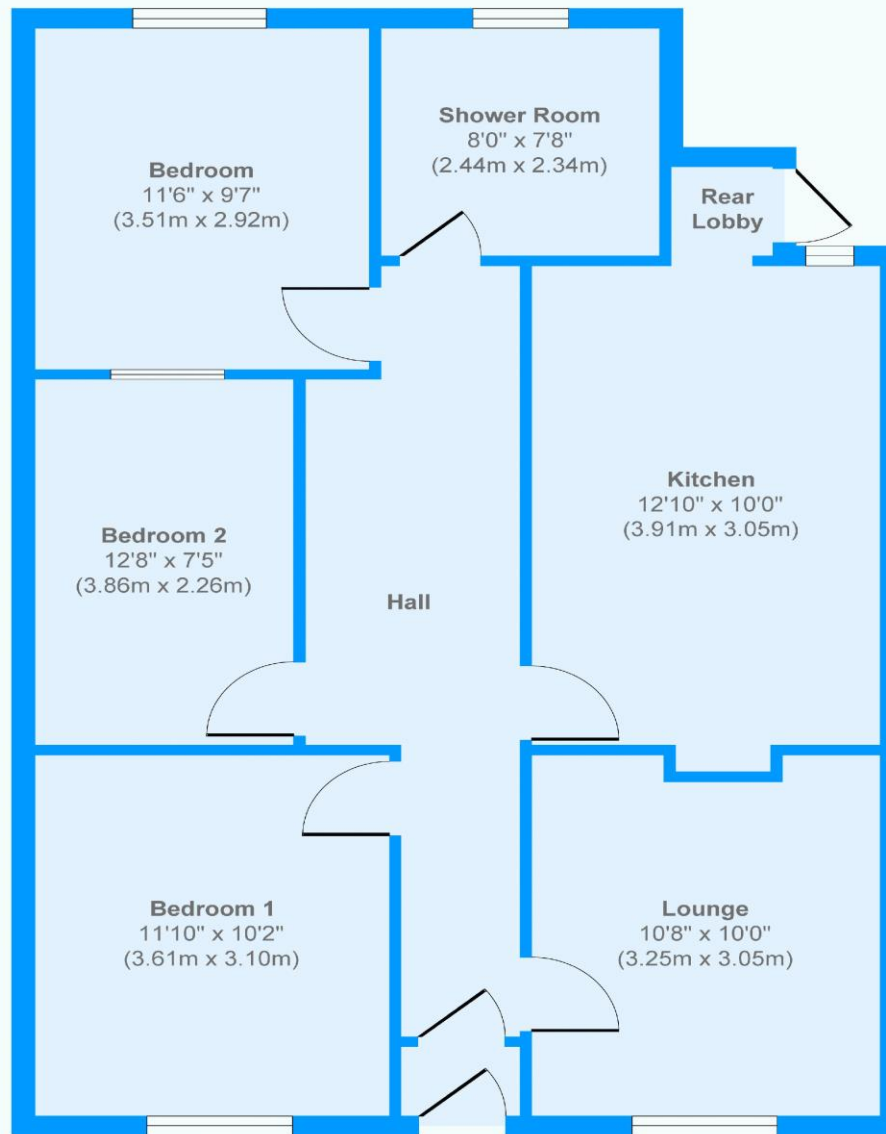 Shower Room
8'0" x 7'8"
(2.44m x 2.34m)
Bedroom
11'6" x 9'7"
(3.51m x 2.92m)
Rear
Lobby
Kitchen
12'10" x 10'0"
(3.91m x 3.05m)
Bedroom 2
12'8" x 7'5"
(3.86m x 2.26m)
Hall
Bedroom 1
11'10" x 10'2"
(3.61m x 3.10m)
Lounge
10'8" x 10'0"
(3.25m x 3.05m)